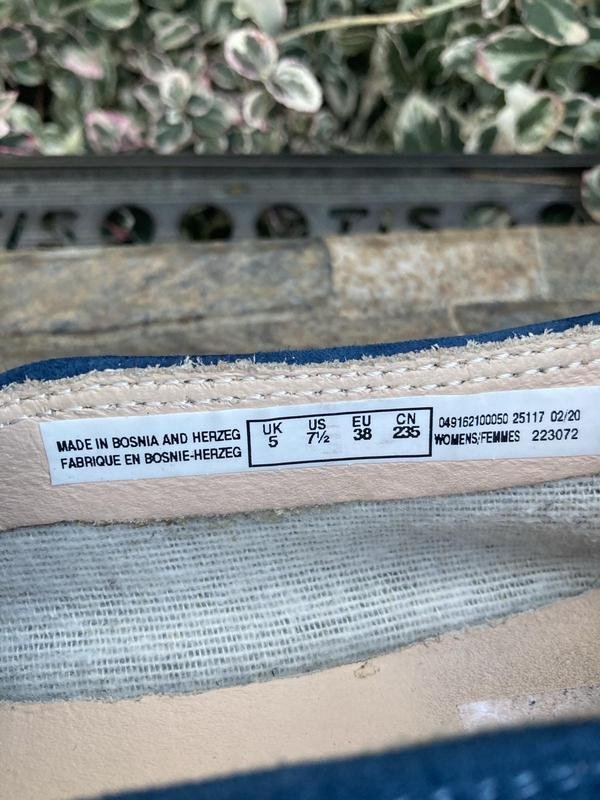 MADE IN BOSNIA AND HERZEG
FABRIQUE EN BOSNIE-HERZEG
UK US EU CN
5 7½ 38 235
049162100050 25117 02/20
WOMENS/FEMMES 223072